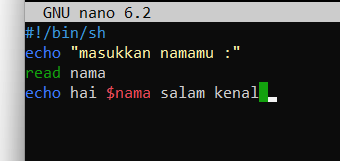 GNU nano 6.2
#!/bin/sh
echo "masukkan namamu :"
read nama
echo hai $nama salam kenal